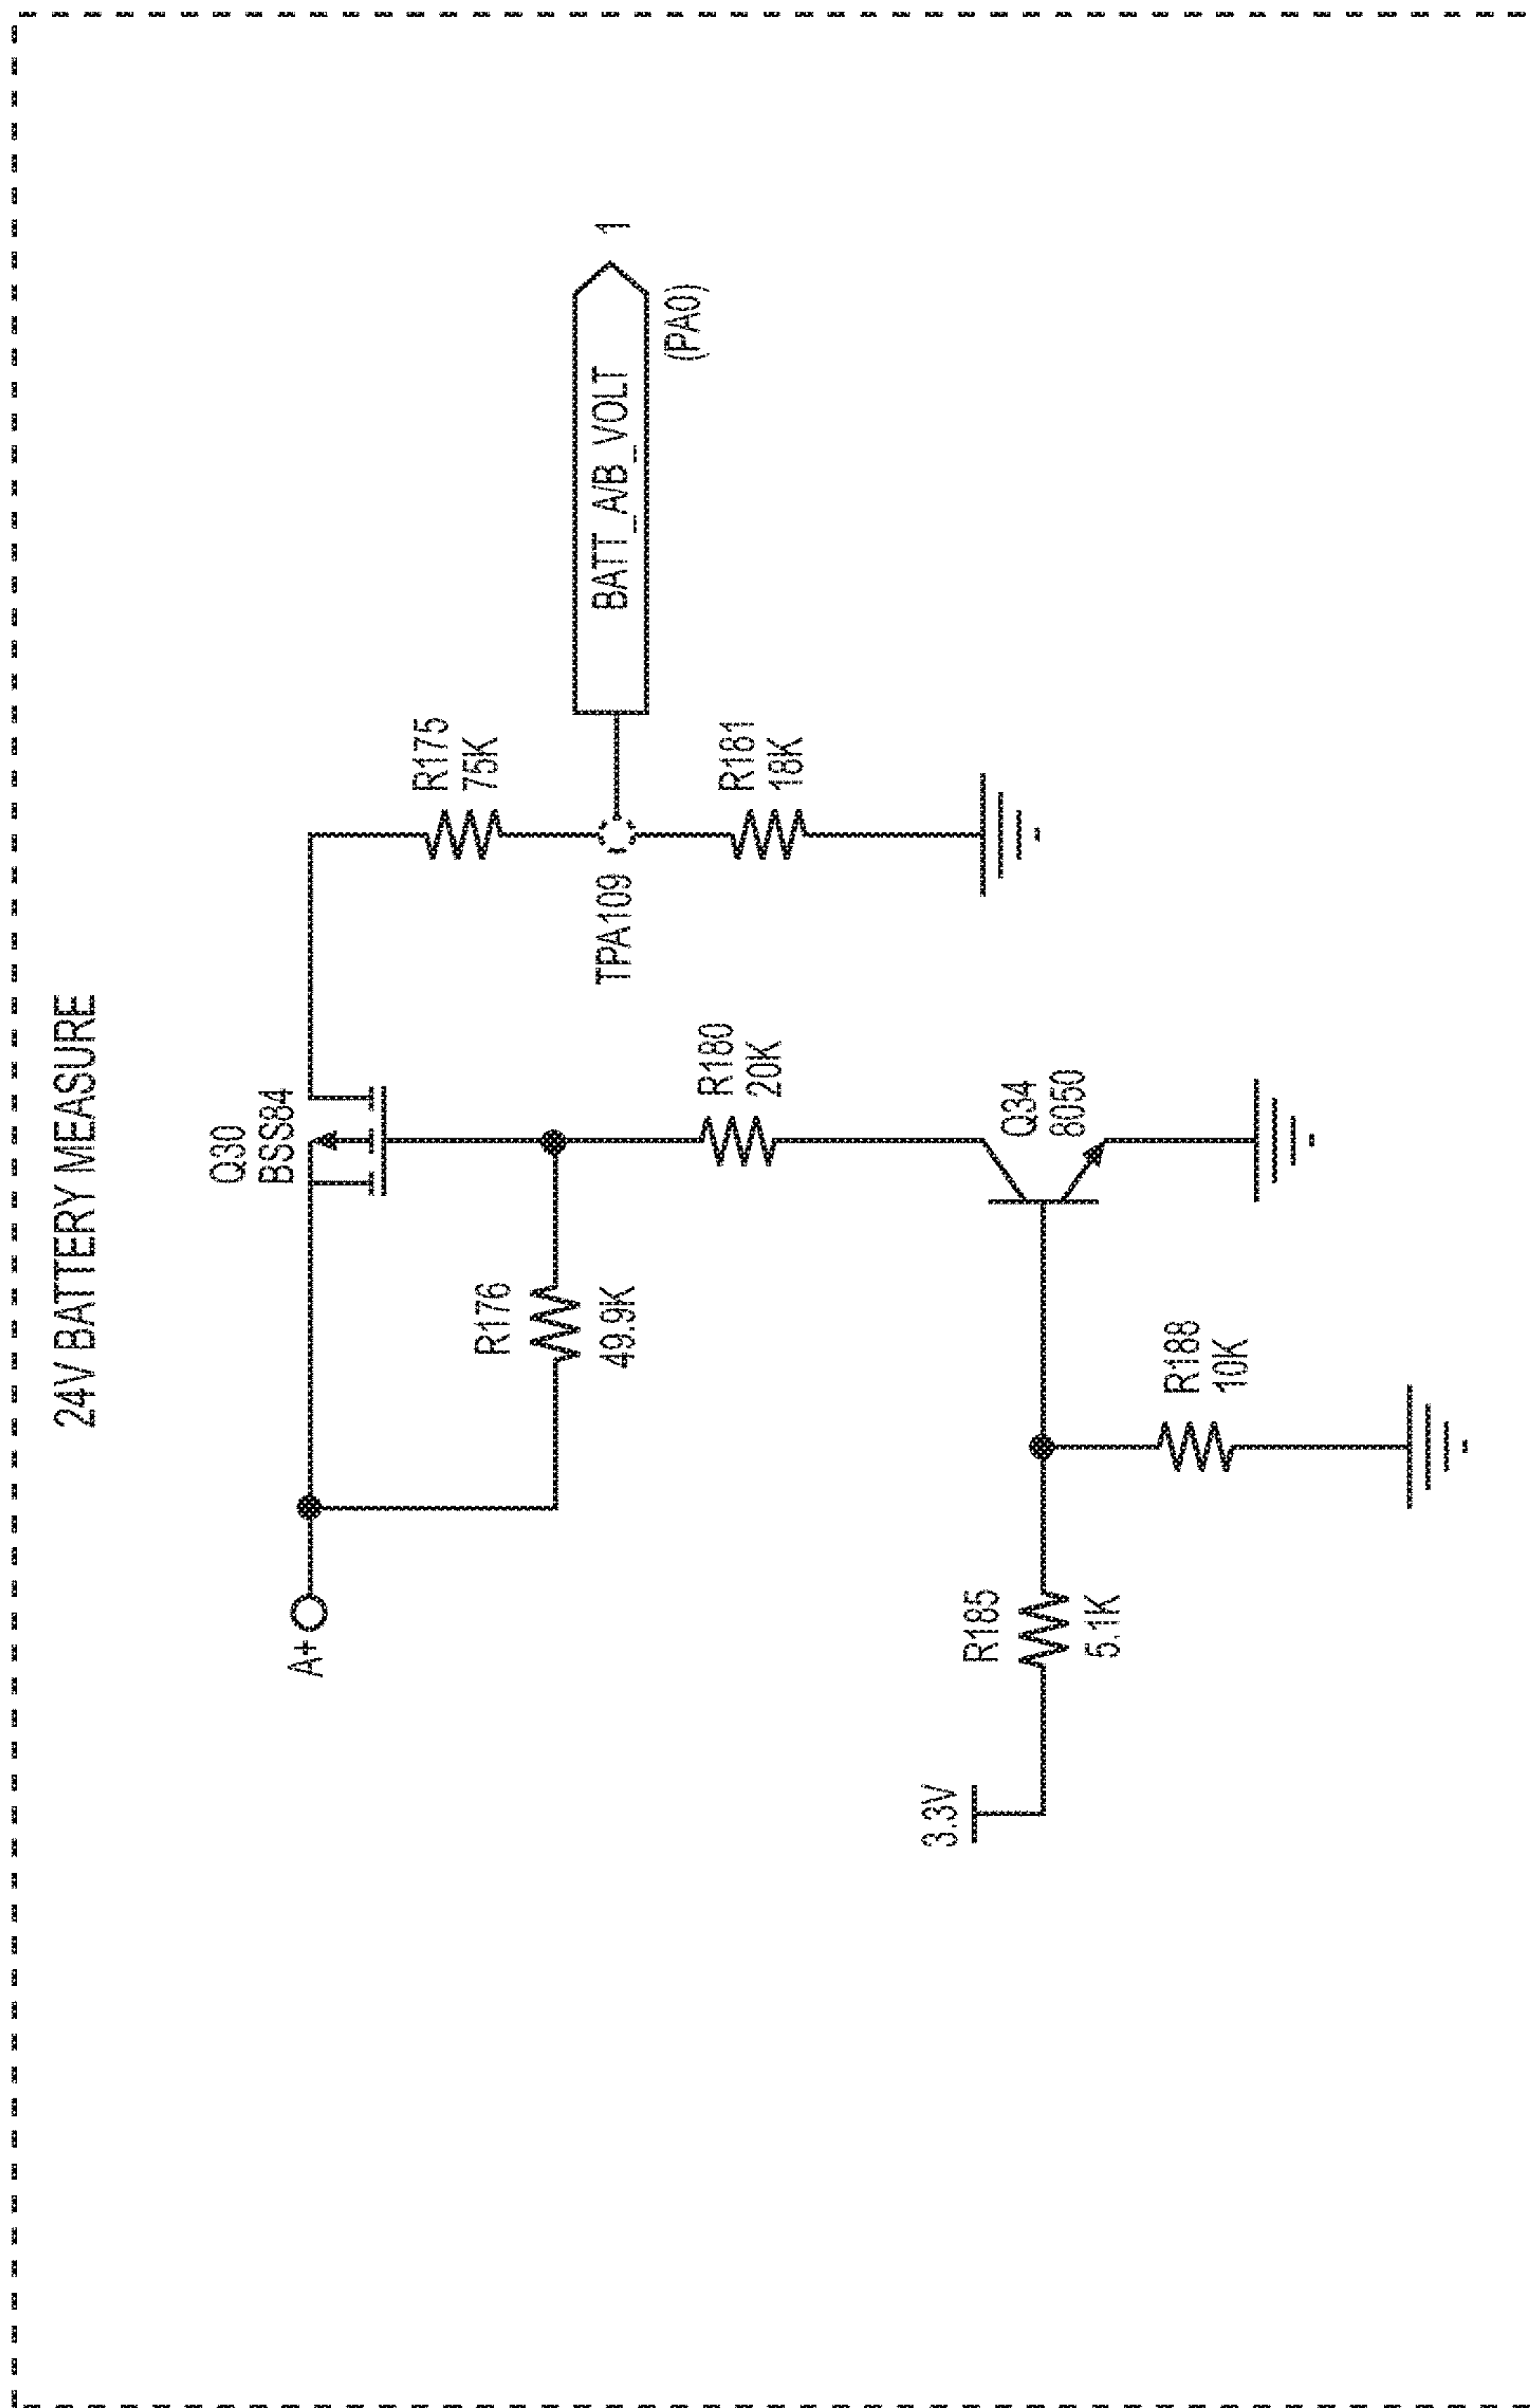 24V BATTERY MEASURE
Q30
BSS84
A+
R176
49.9K
R175
75K
TPA109
BATT_A/B_VOLT
1
(PA0)
R180
20K
R181
18K
3.3V
R185
5.1K
Q34
8050
R188
10K